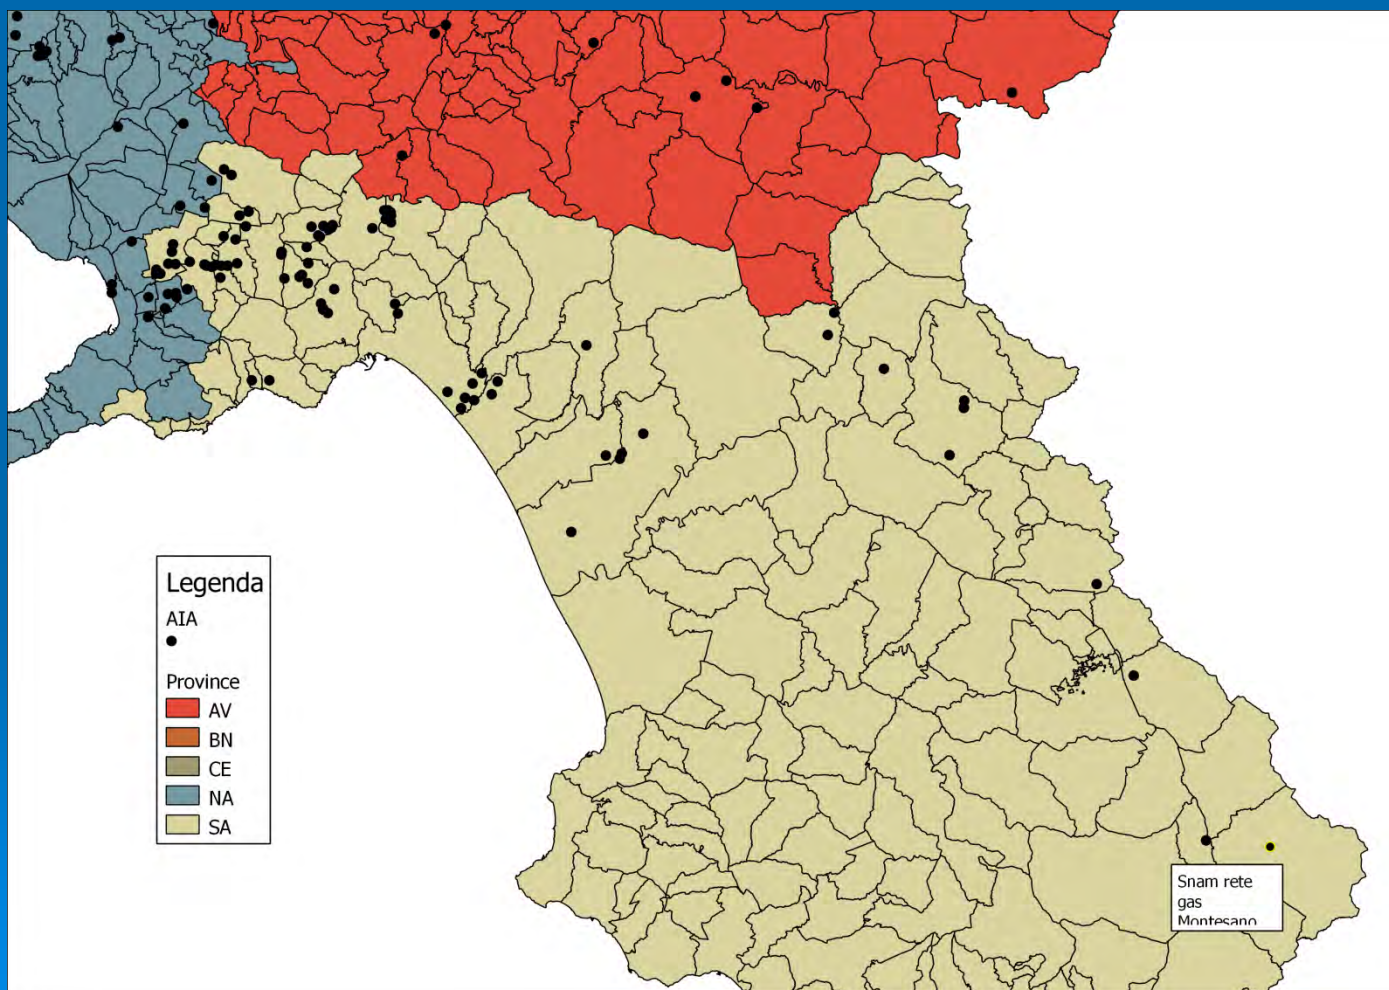 Legenda
AIA
Province
AV
BN
CE
NA
SA
Snam rete
gas
Montesano